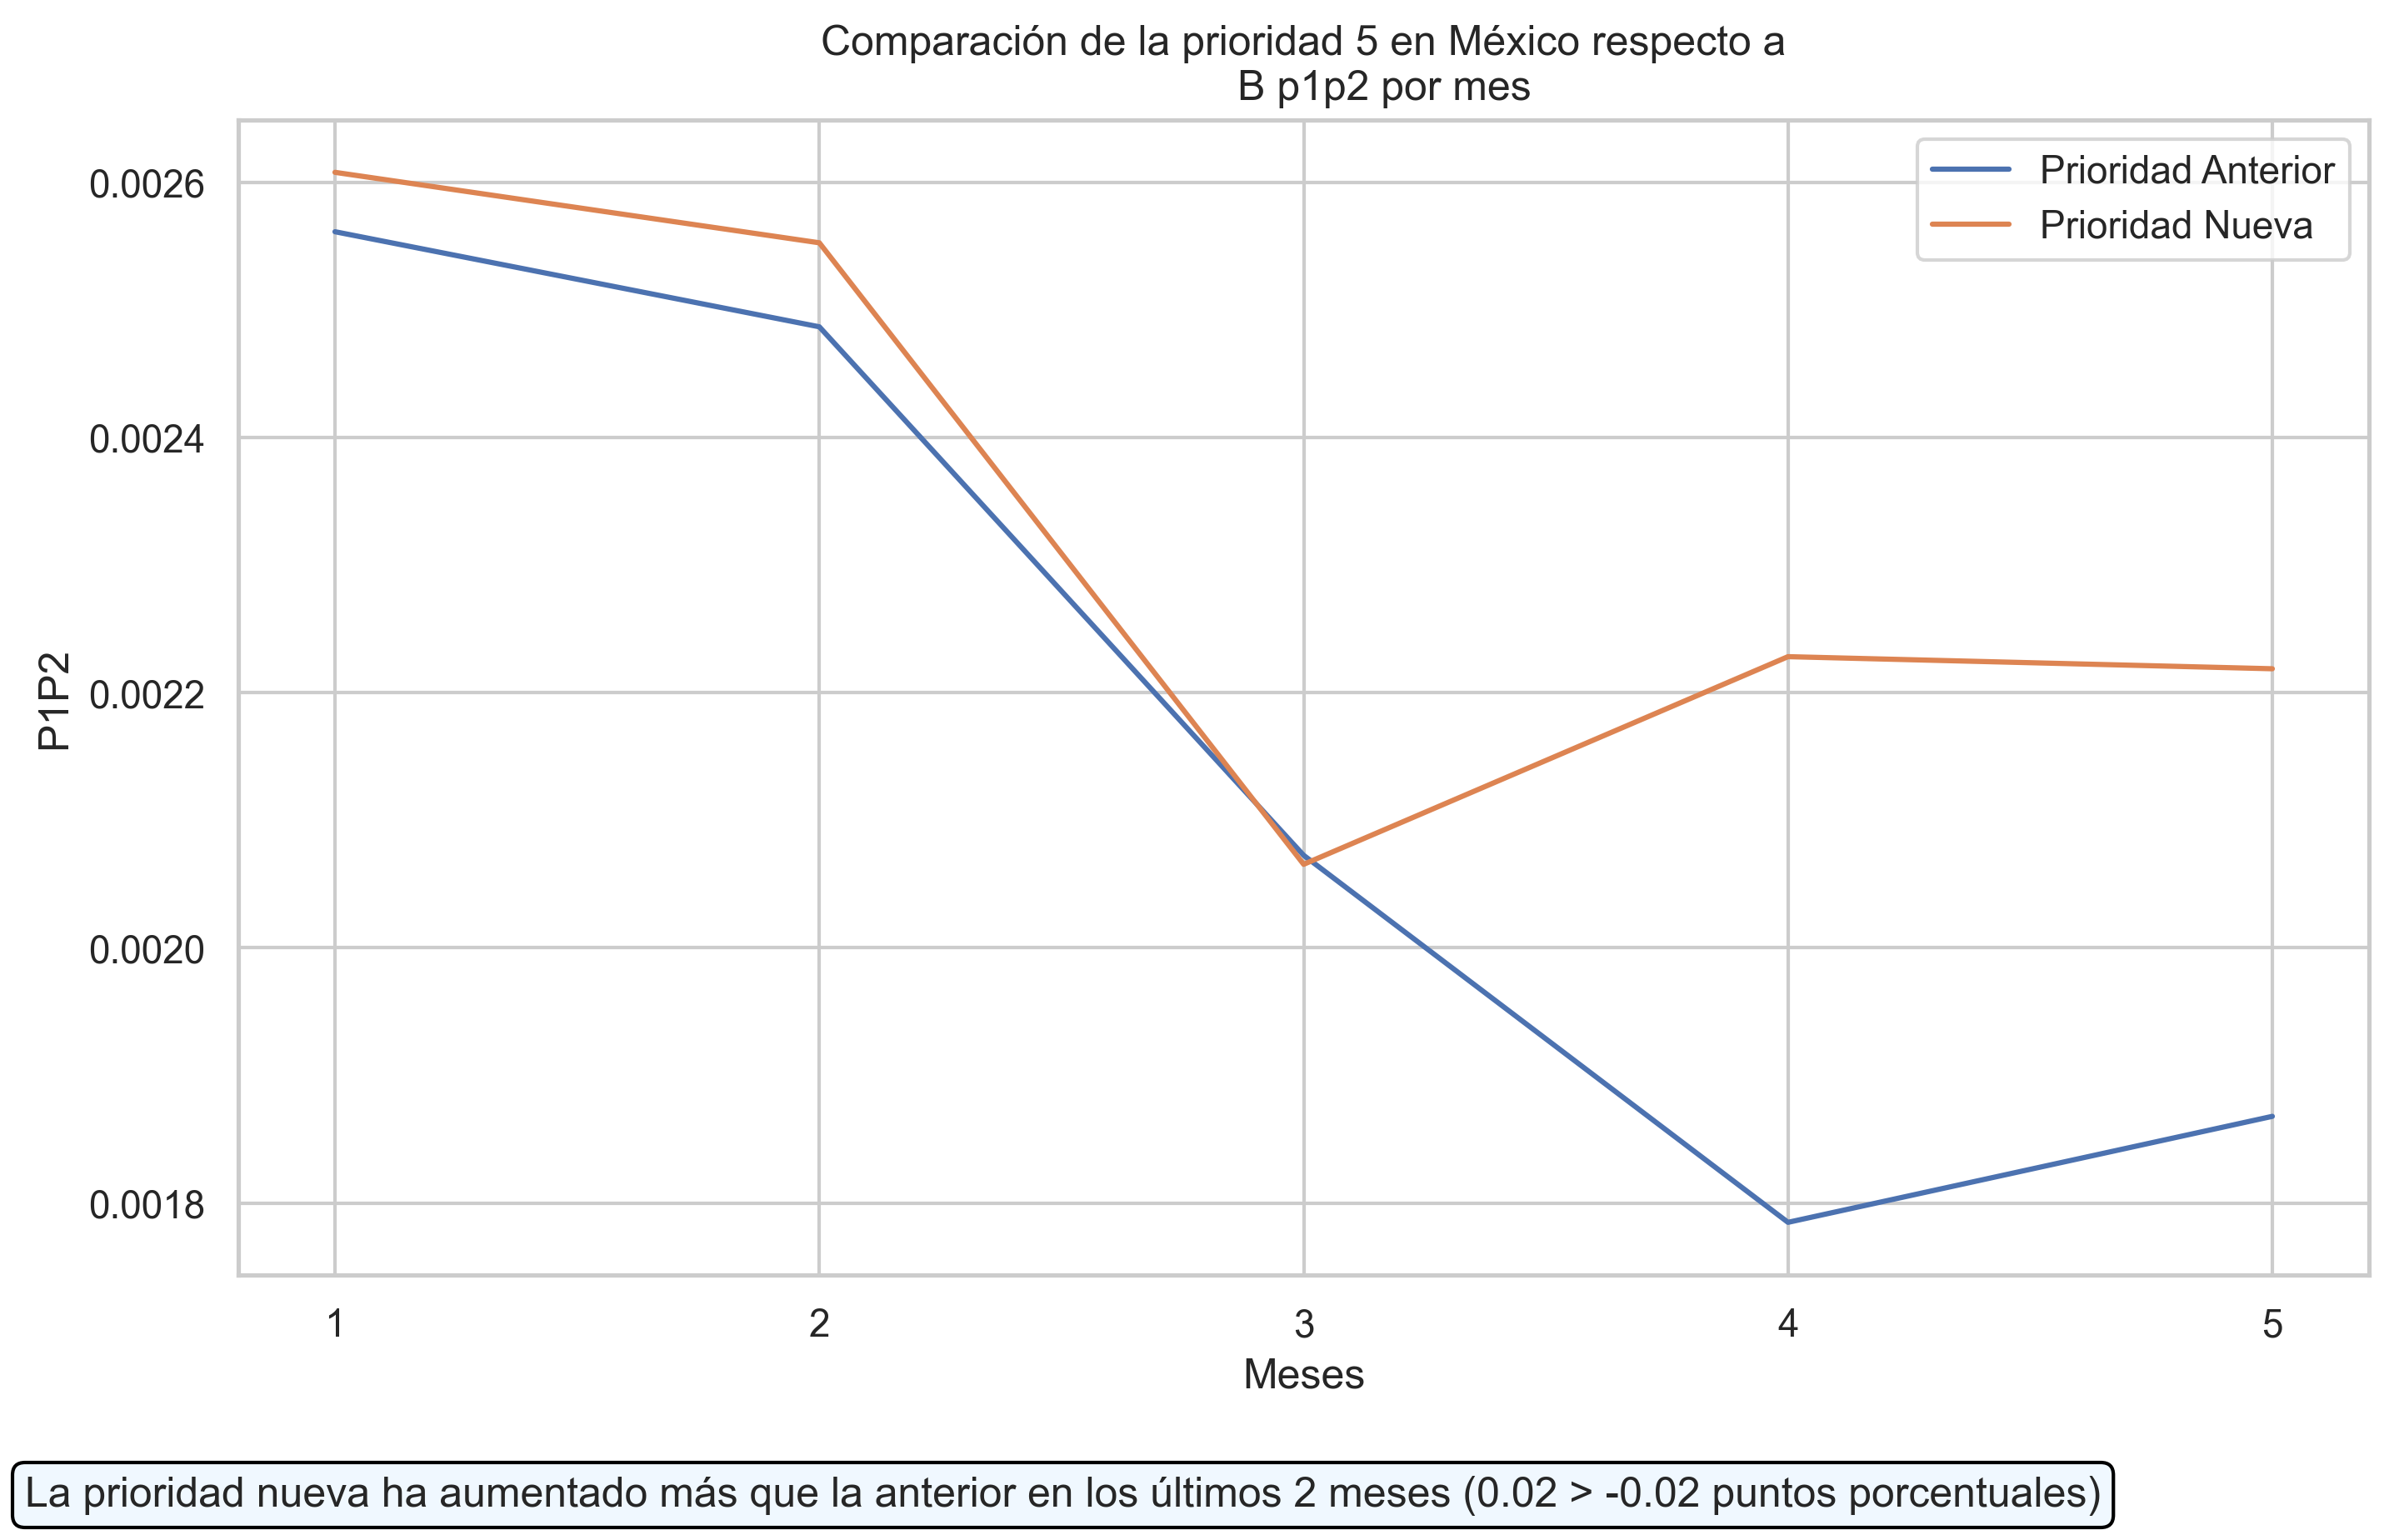 Comparación de la prioridad 5 en México respecto a
B p1p2 por mes
Prioridad Anterior
Prioridad Nueva
0.0026
0.0024
0.0022
0.0020
0.0018
P1P2
1 2 3 4 5
Meses
La prioridad nueva ha aumentado más que la anterior en los últimos 2 meses (0.02 > -0.02 puntos porcentuales)